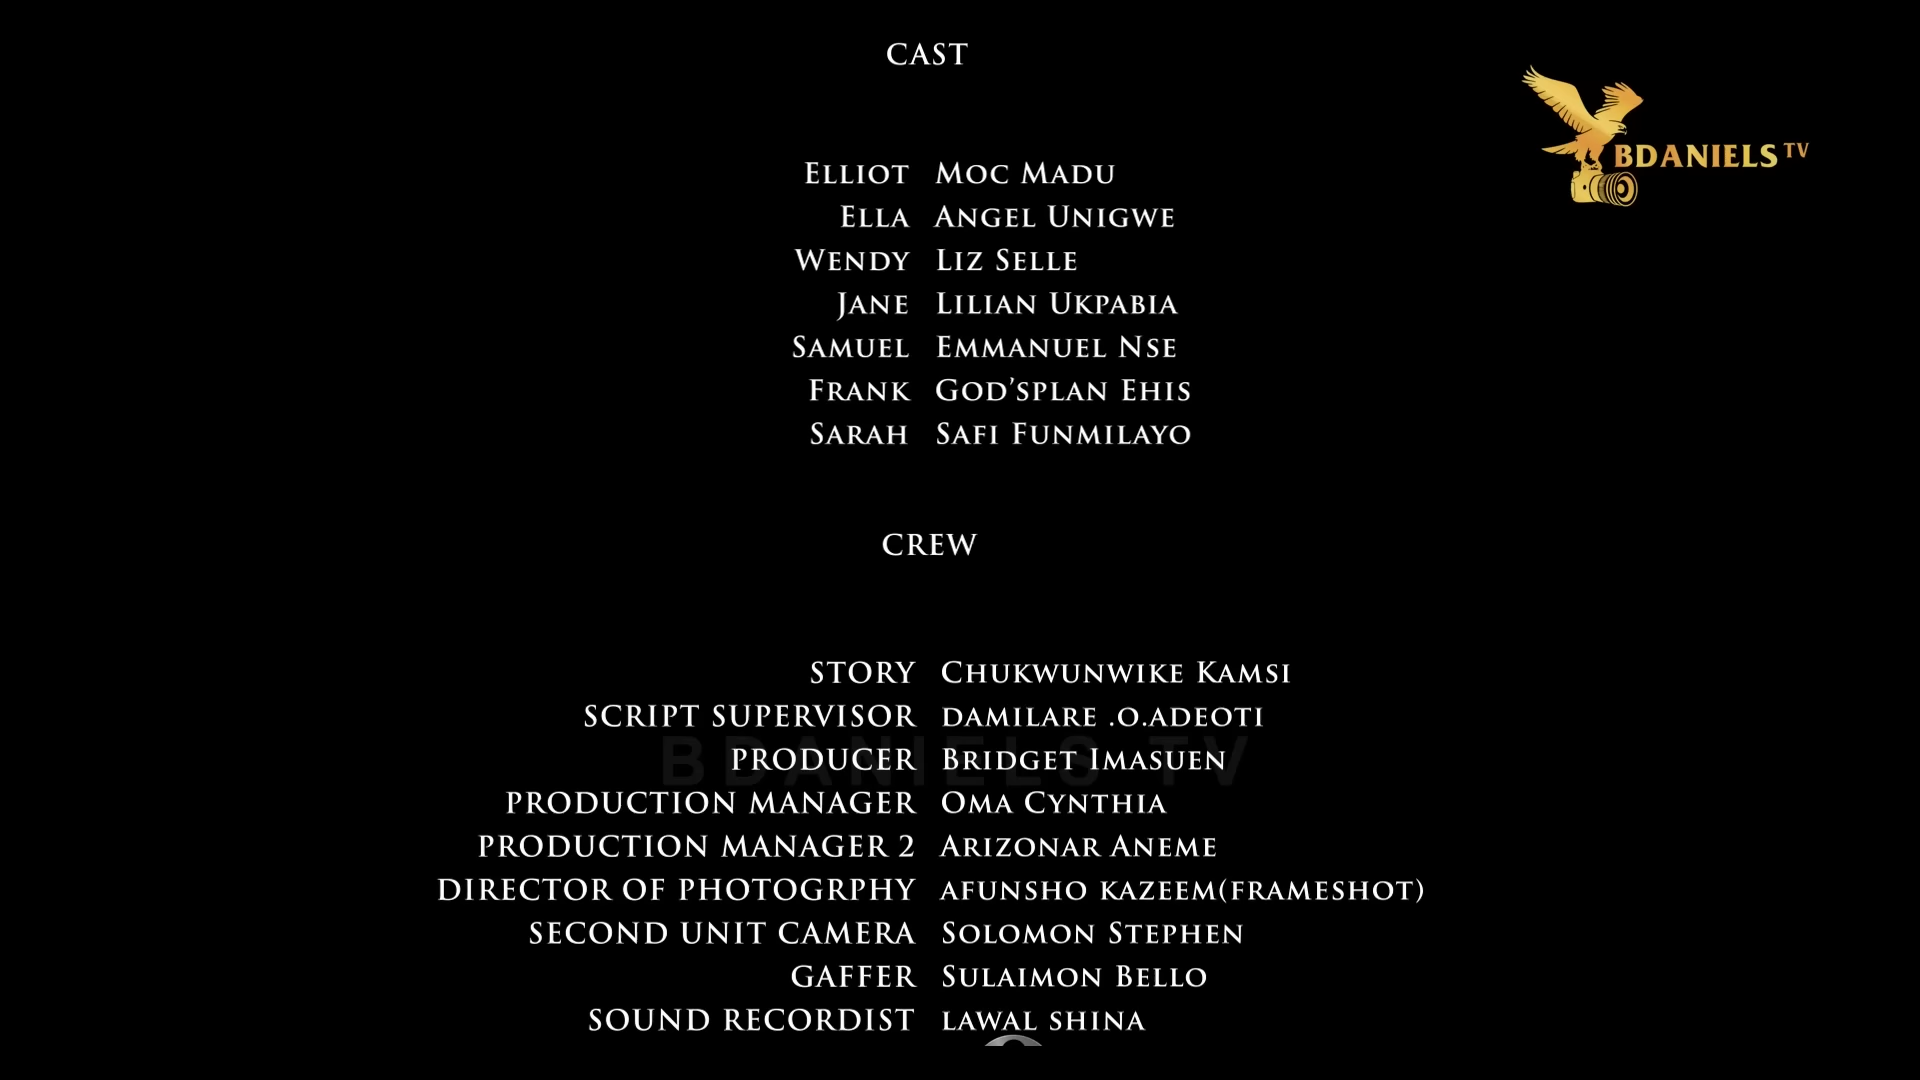 CAST
BDANIELS TV
Elliot Moc Madu
Ella Angel Unigwe
Wendy Liz Selle
Jane Lilian Ukpabia
Samuel Emmanuel Nse
Frank God'splan Ehis
Sarah Safi Funmilayo
CREW
STORY Chukwunwike Kamsi
SCRIPT SUPERVISOR damilare .o.adeoti
BDANIELS TV
PRODUCER Bridget Imasuen
PRODUCTION MANAGER Oma Cynthia
PRODUCTION MANAGER 2 Arizonar Aneme
DIRECTOR OF PHOTOGRPHY afunsho kazeem(frameshot)
SECOND UNIT CAMERA Solomon Stephen
GAFFER Sulaimon Bello
SOUND RECORDIST lawal shina